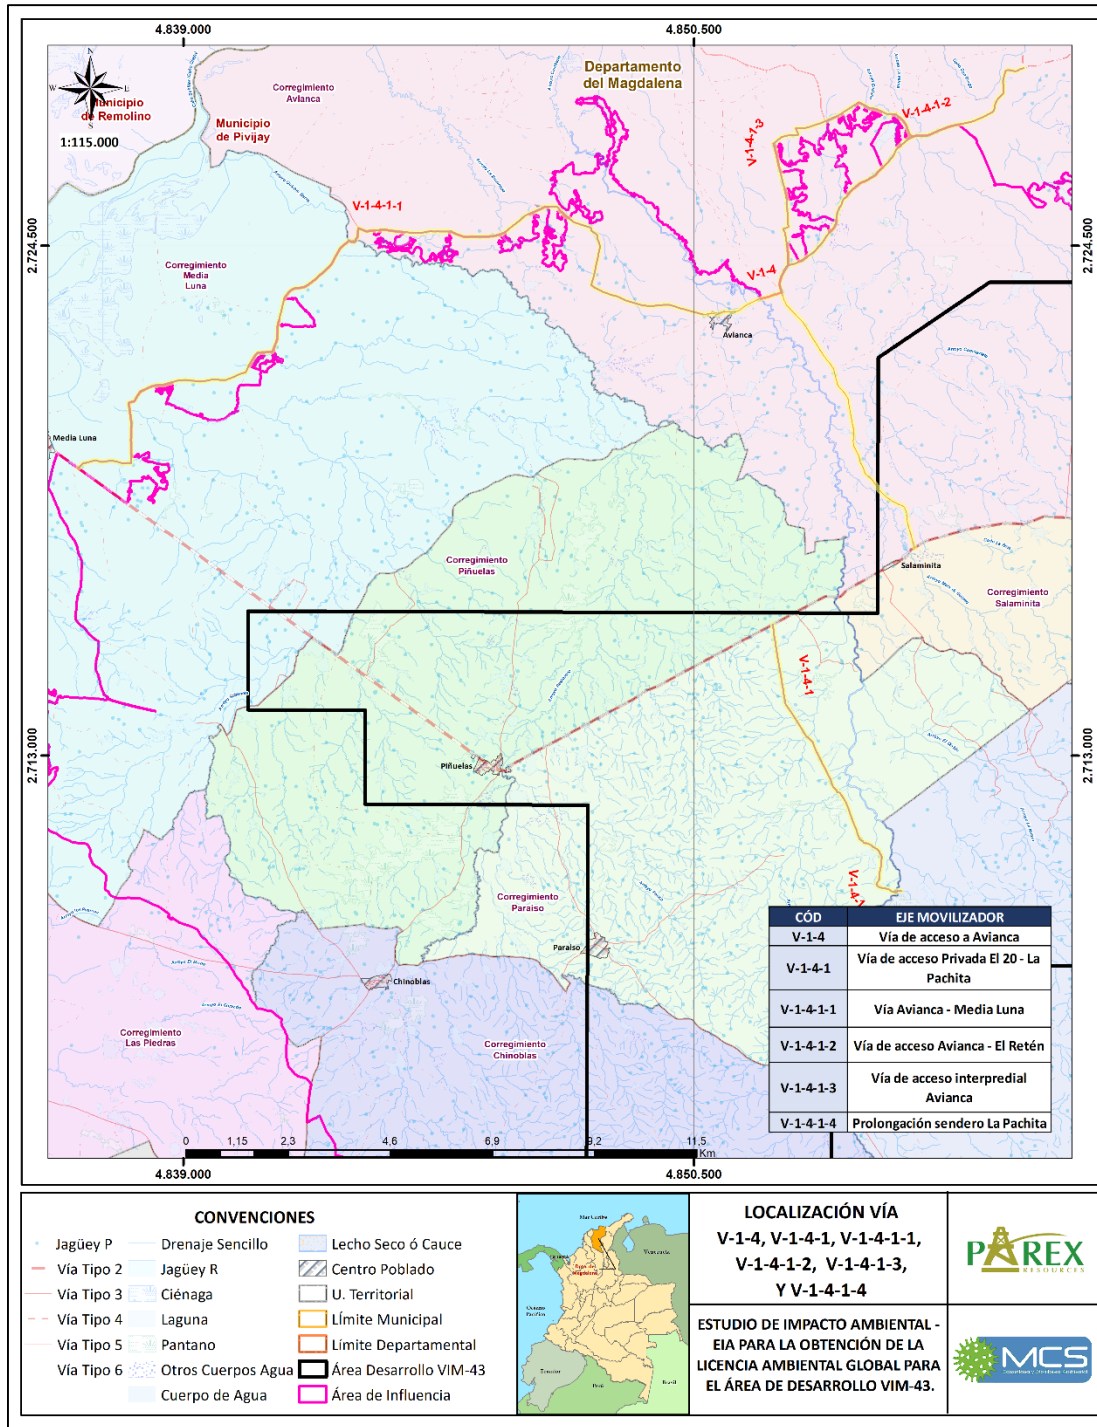 4.839.000
4.850.500
N
W
E
S
1:115.000
Municipio
de Remolino
Municipio
de Pivijay
Corregimiento
Avianca
Departamento
del Magdalena
V-1-4-1-2
V-1-4-1-3
V-1-4-1-1
2.724.500
2.724.500
Corregimiento
Media
Luna
V-1-4
Avianca
Media Luna
Corregimiento
Piñuelas
Salaminita
Corregimiento
Salaminita
V-1-4-1
2.713.000
2.713.000
Piñuelas
V-1-4-1
Corregimiento
Paraiso
Paraiso
Chinoblas
Corregimiento
Las Piedras
Corregimiento
Chinoblas
CÓD
EJE MOVILIZADOR
V-1-4
Vía de acceso a Avianca
V-1-4-1
Vía de acceso Privada El 20 - La
Pachita
V-1-4-1-1
Vía Avianca - Media Luna
V-1-4-1-2
Vía de acceso Avianca - El Retén
V-1-4-1-3
Vía de acceso interpredial
Avianca
V-1-4-1-4
Prolongación sendero La Pachita
0 1,15 2,3 4,6 6,9 9,2 11,5
Km
4.839.000
4.850.500
CONVENCIONES
Jagüey P
Vía Tipo 2
Vía Tipo 3
Vía Tipo 4
Vía Tipo 5
Vía Tipo 6
Drenaje Sencillo
Jagüey R
Ciénaga
Laguna
Pantano
Otros Cuerpos Agua
Cuerpo de Agua
Lecho Seco ó Cauce
Centro Poblado
U. Territorial
LÍmite Municipal
Límite Departamental
Área Desarrollo VIM-43
Área de Influencia
Mar Caribe
Venezuela
Brasil
Perú
Ecuador
LOCALIZACIÓN VÍA
V-1-4, V-1-4-1, V-1-4-1-1,
V-1-4-1-2, V-1-4-1-3,
Y V-1-4-1-4
ESTUDIO DE IMPACTO AMBIENTAL -
EIA PARA LA OBTENCIÓN DE LA
LICENCIA AMBIENTAL GLOBAL PARA
EL ÁREA DE DESARROLLO VIM-43.
PAREX
RESOURCES
MCS